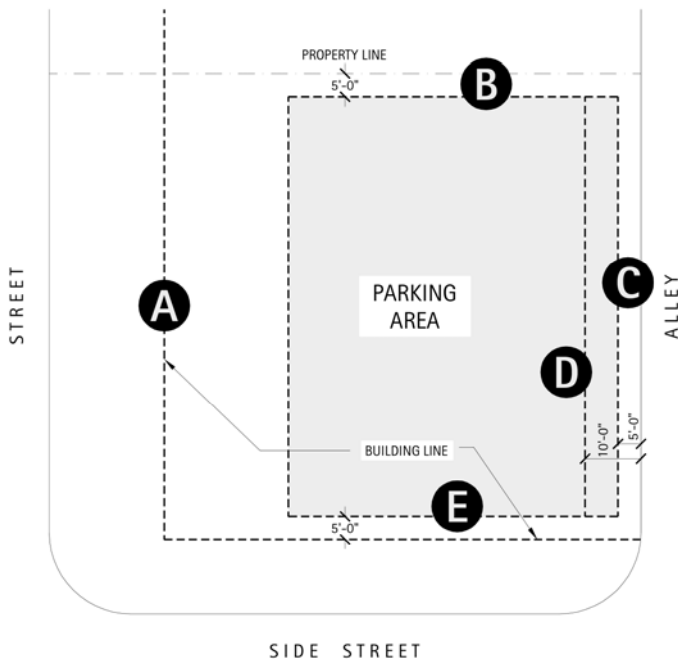 PROPERTY LINE
5'-0"
B
STREET
A
C
ALLEY
PARKING
AREA
D
10'-0"
5'-0"
BUILDING LINE
E
5'-0"
SIDE STREET